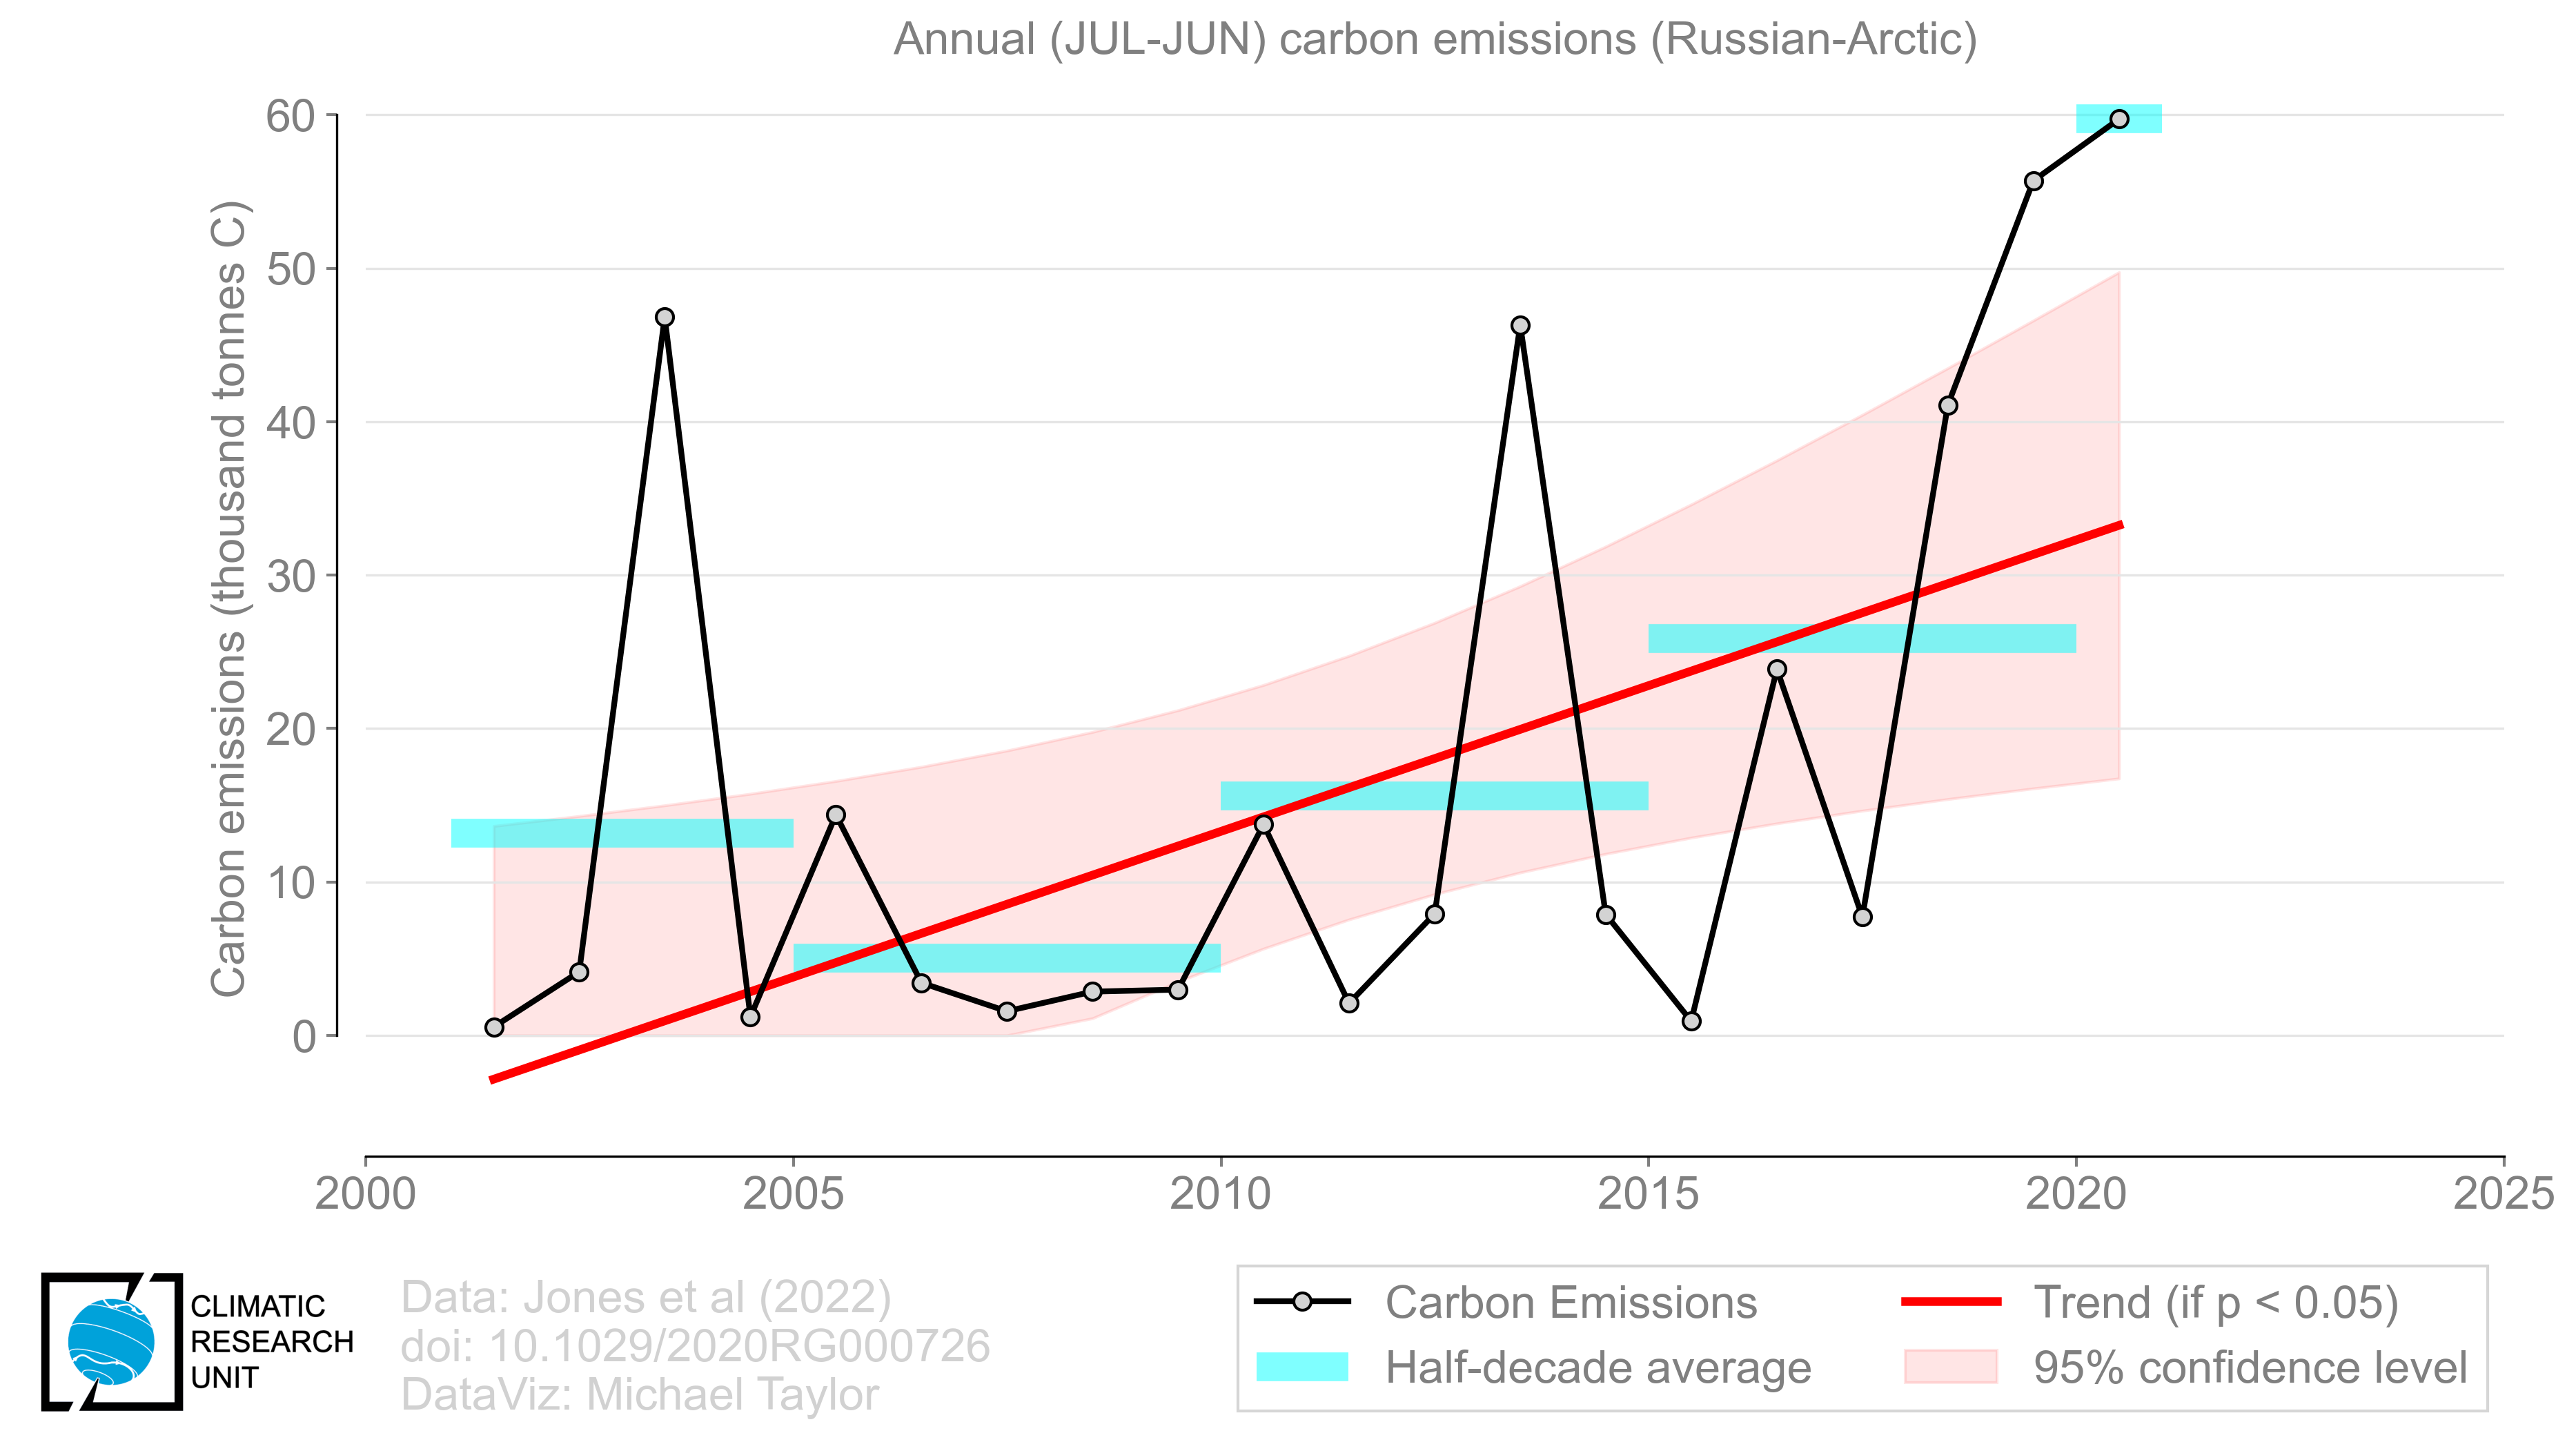 Annual (JUL-JUN) carbon emissions (Russian-Arctic)
Carbon emissions (thousand tonnes C)
60
50
40
30
20
10
0
2000 2005 2010 2015 2020 2025
CLIMATIC
RESEARCH
UNIT
Data: Jones et al (2022)
doi: 10.1029/2020RG000726
DataViz: Michael Taylor
Carbon Emissions
Half-decade average
Trend (if p < 0.05)
95% confidence level